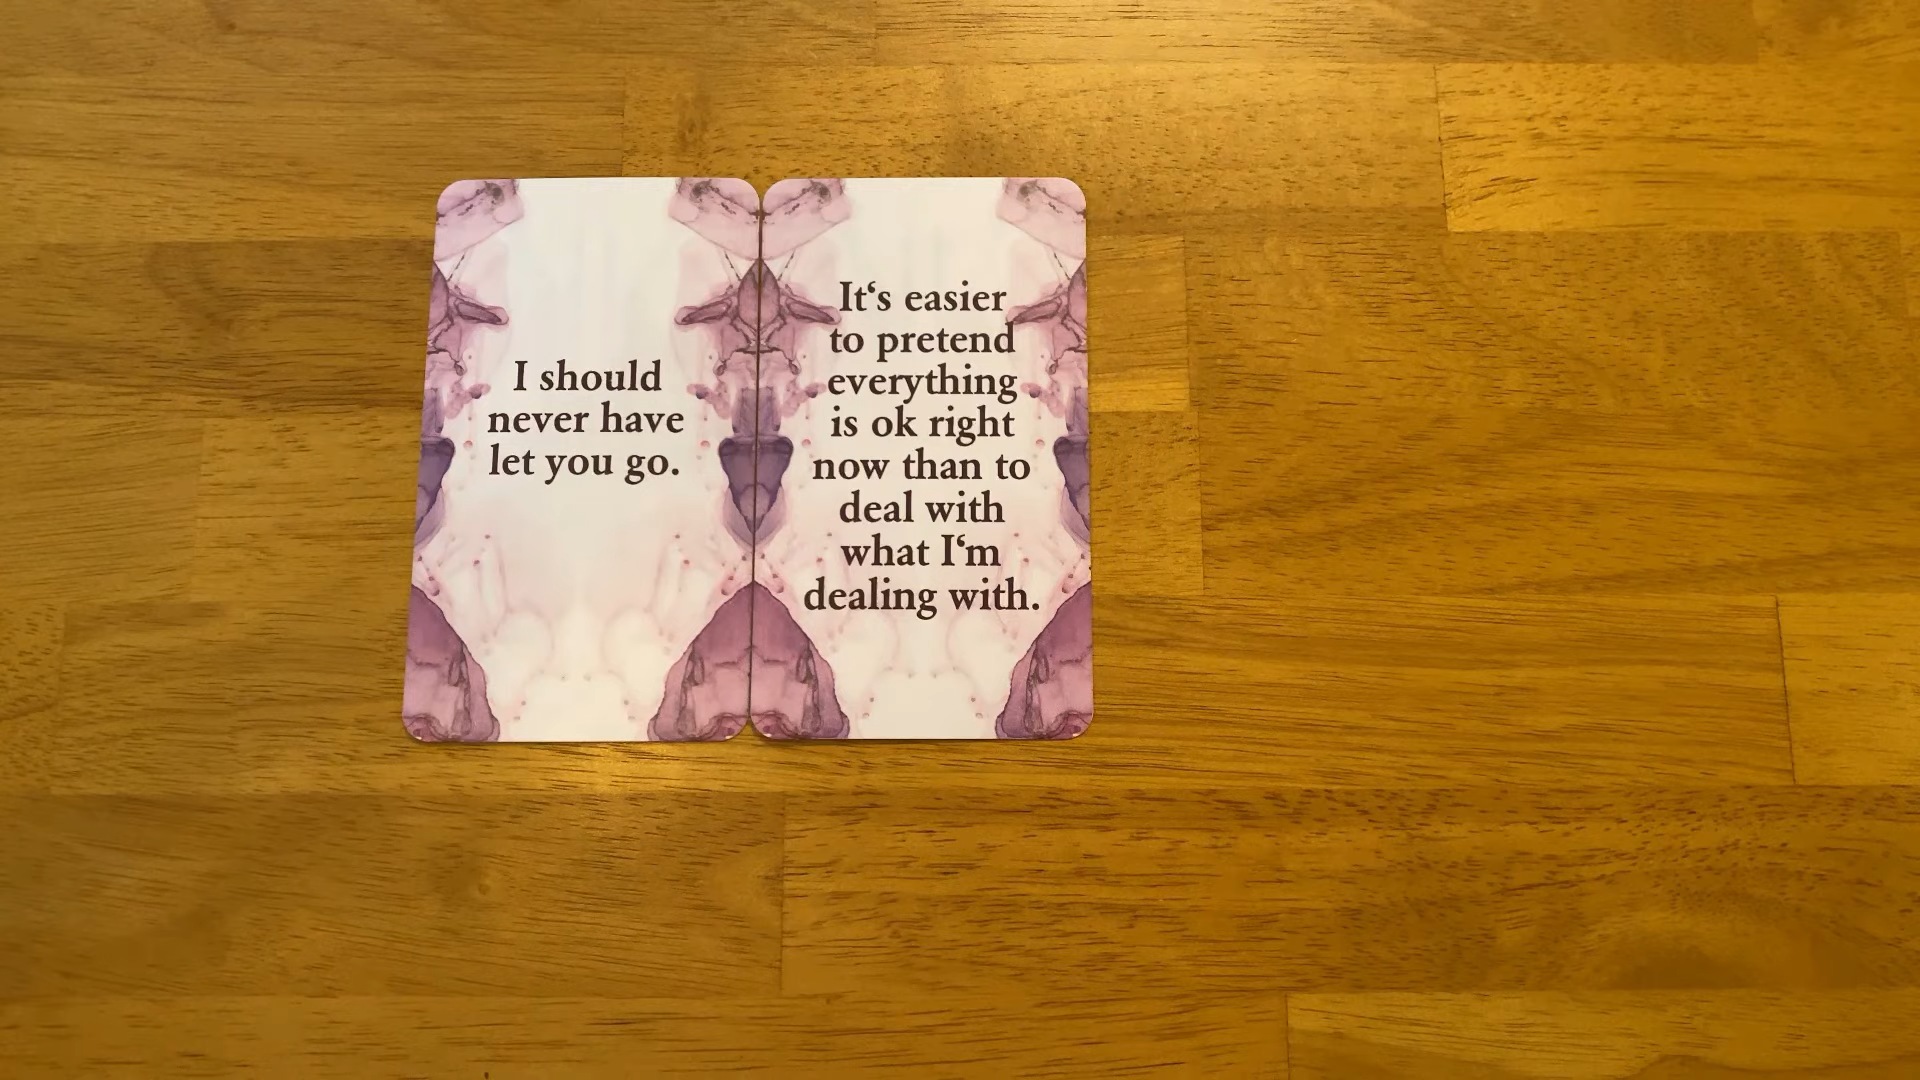 I should
never have
let you go.
It‘s easier
to pretend
everything
is ok right
now than to
deal with
what I‘m
dealing with.